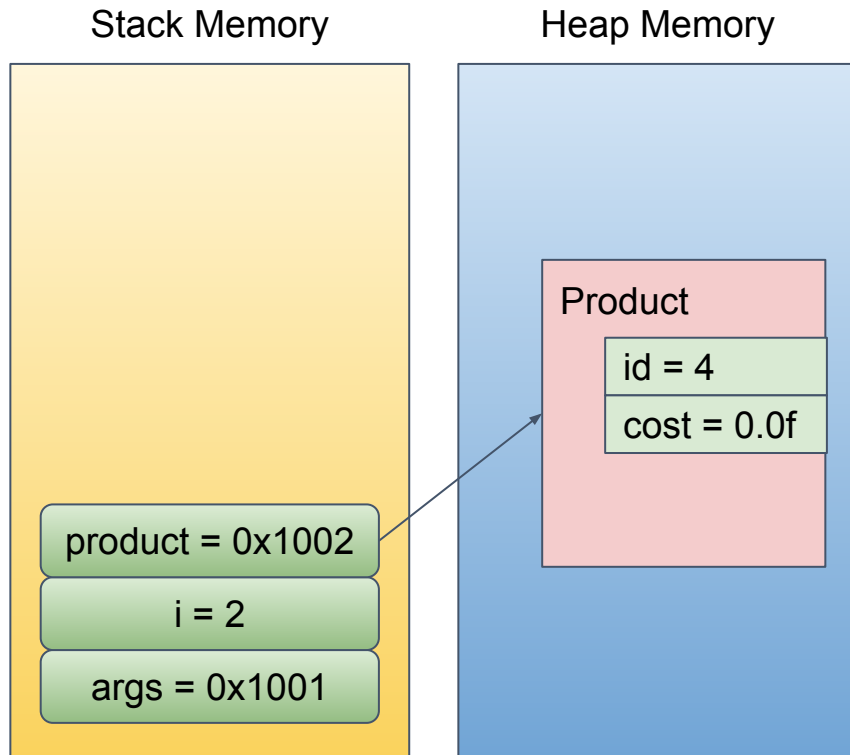 Stack Memory
Heap Memory
product = 0x1002
i = 2
args = 0x1001
Product
id = 4
cost = 0.0f